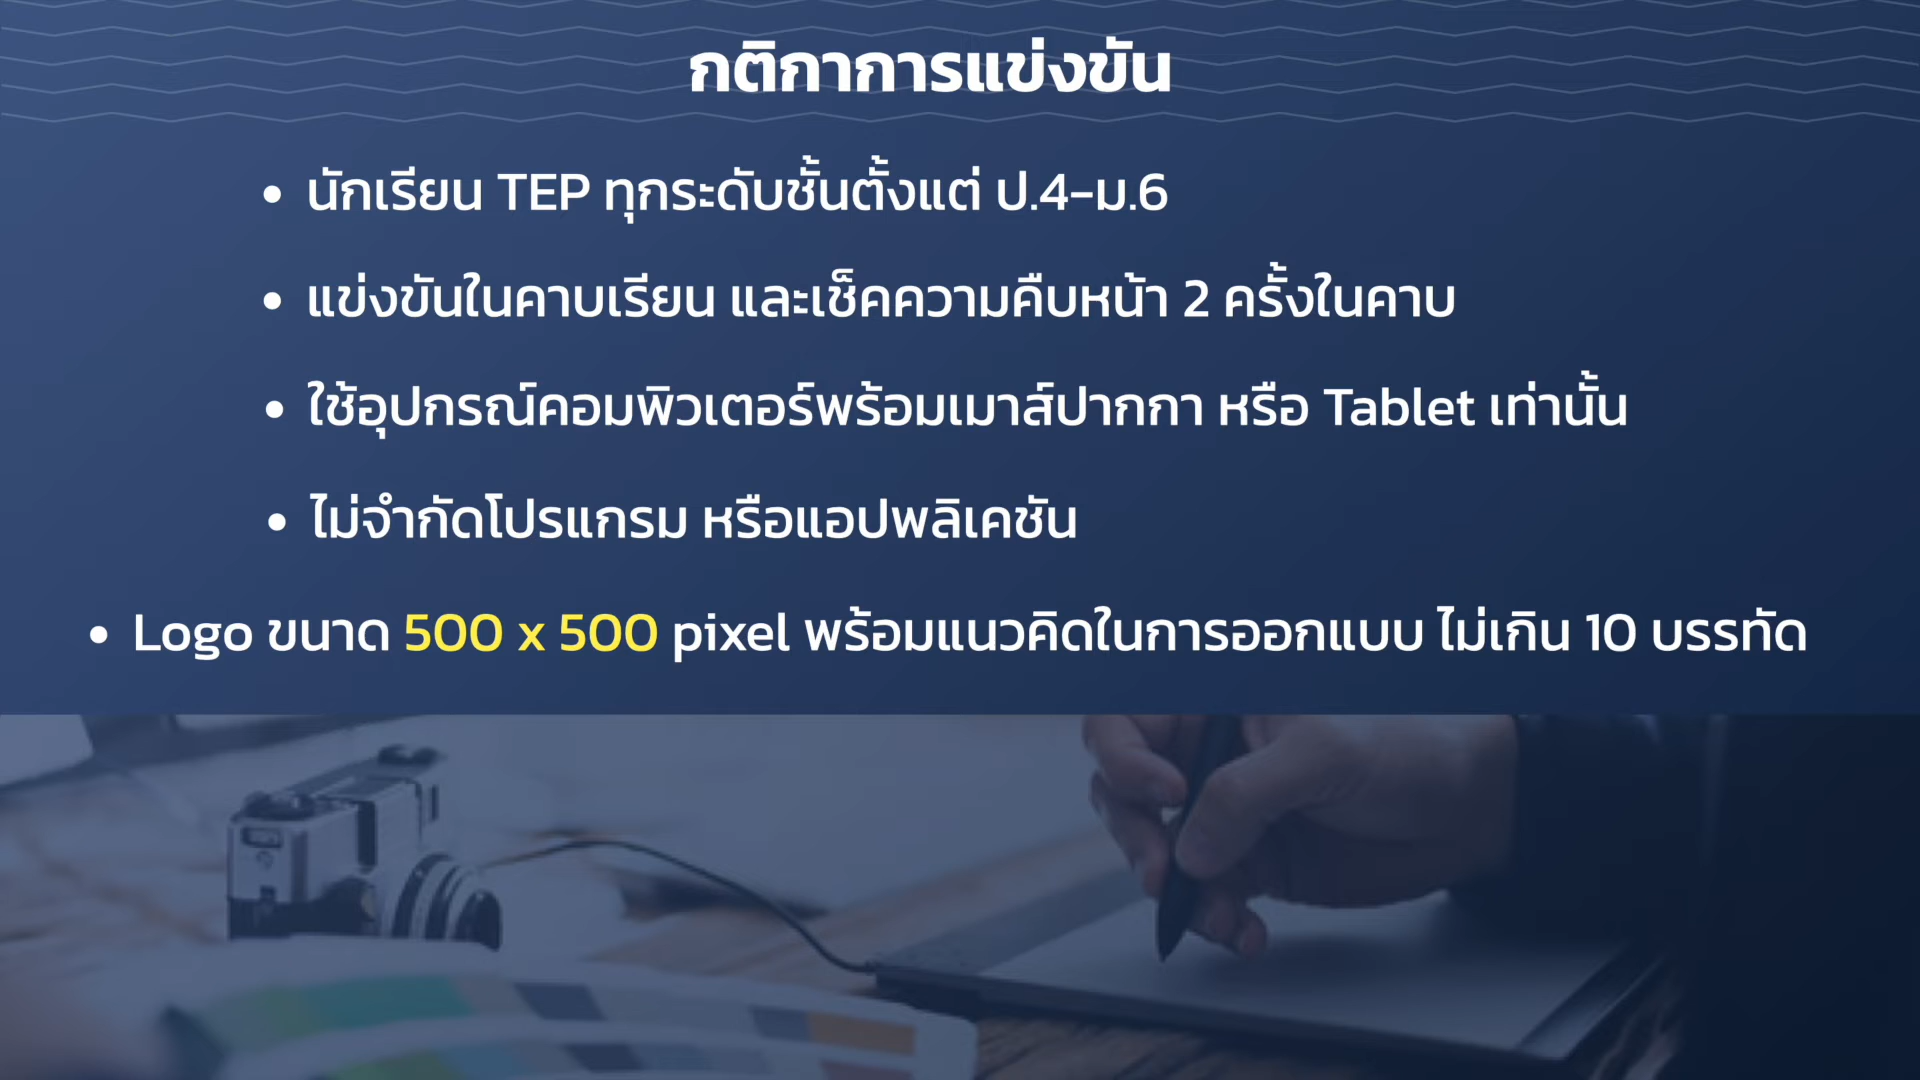 กติกาการแข่งขัน
• นักเรียน TEP ทุกระดับชั้นตั้งแต่ ป.4-ม.6
• แข่งขันในคาบเรียน และเช็คความคืบหน้า 2 ครั้งในคาบ
• ใช้อุปกรณ์คอมพิวเตอร์พร้อมเมาส์ปากกา หรือ Tablet เท่านั้น
• ไม่จำกัดโปรแกรม หรือแอปพลิเคชัน
• Logo ขนาด 500 x 500 pixel พร้อมแนวคิดในการออกแบบ ไม่เกิน 10 บรรทัด